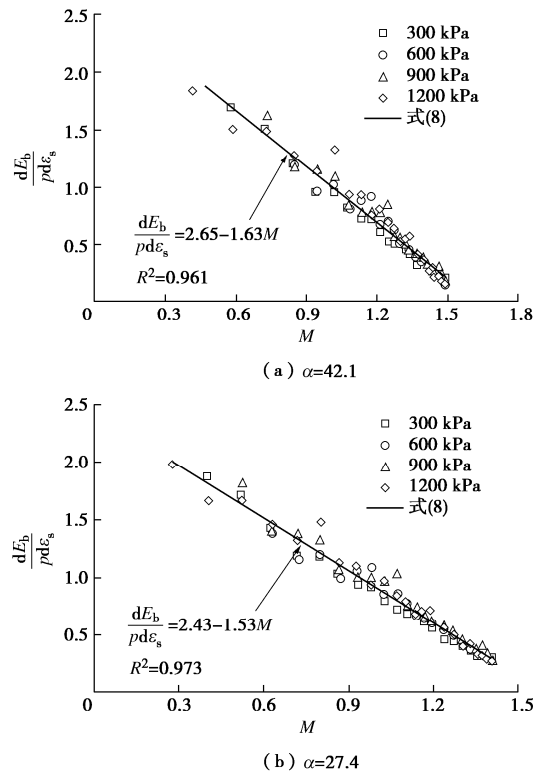 2.5
2.0
1.5
1.0
0.5
0
0.3
0.6
0.9
1.2
1.5
1.8
dE_b
pdε_s
M
300 kPa
600 kPa
900 kPa
1200 kPa
式(8)
dE_b/pdε_s=2.65−1.63M
R²=0.961
(a) α=42.1
2.5
2.0
1.5
1.0
0.5
0
0.3
0.6
0.9
1.2
1.5
dE_b
pdε_s
M
300 kPa
600 kPa
900 kPa
1200 kPa
式(8)
dE_b/pdε_s=2.43−1.53M
R²=0.973
(b) α=27.4